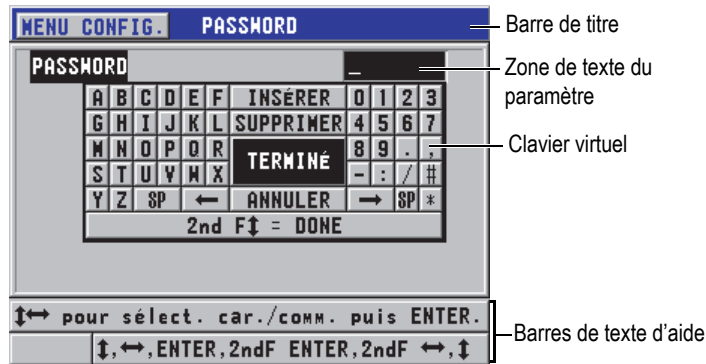 MENU CONFIG. PASSWORD
Barre de titre
PASSWORD _
Zone de texte du
paramètre
A B C D E F INSÉRER 0 1 2 3
G H I J K L SUPPRIMER 4 5 6 7
M N O P Q R TERMINÉ 8 9 . ,
Clavier virtuel
S T U V W X - : / #
Y Z SP ← ANNULER → SP *
2nd F↕ = DONE
↕↔ pour sélect. car./comm. puis ENTER.
↕,↔,ENTER,2ndF ENTER,2ndF ↔,↕
Barres de texte d'aide